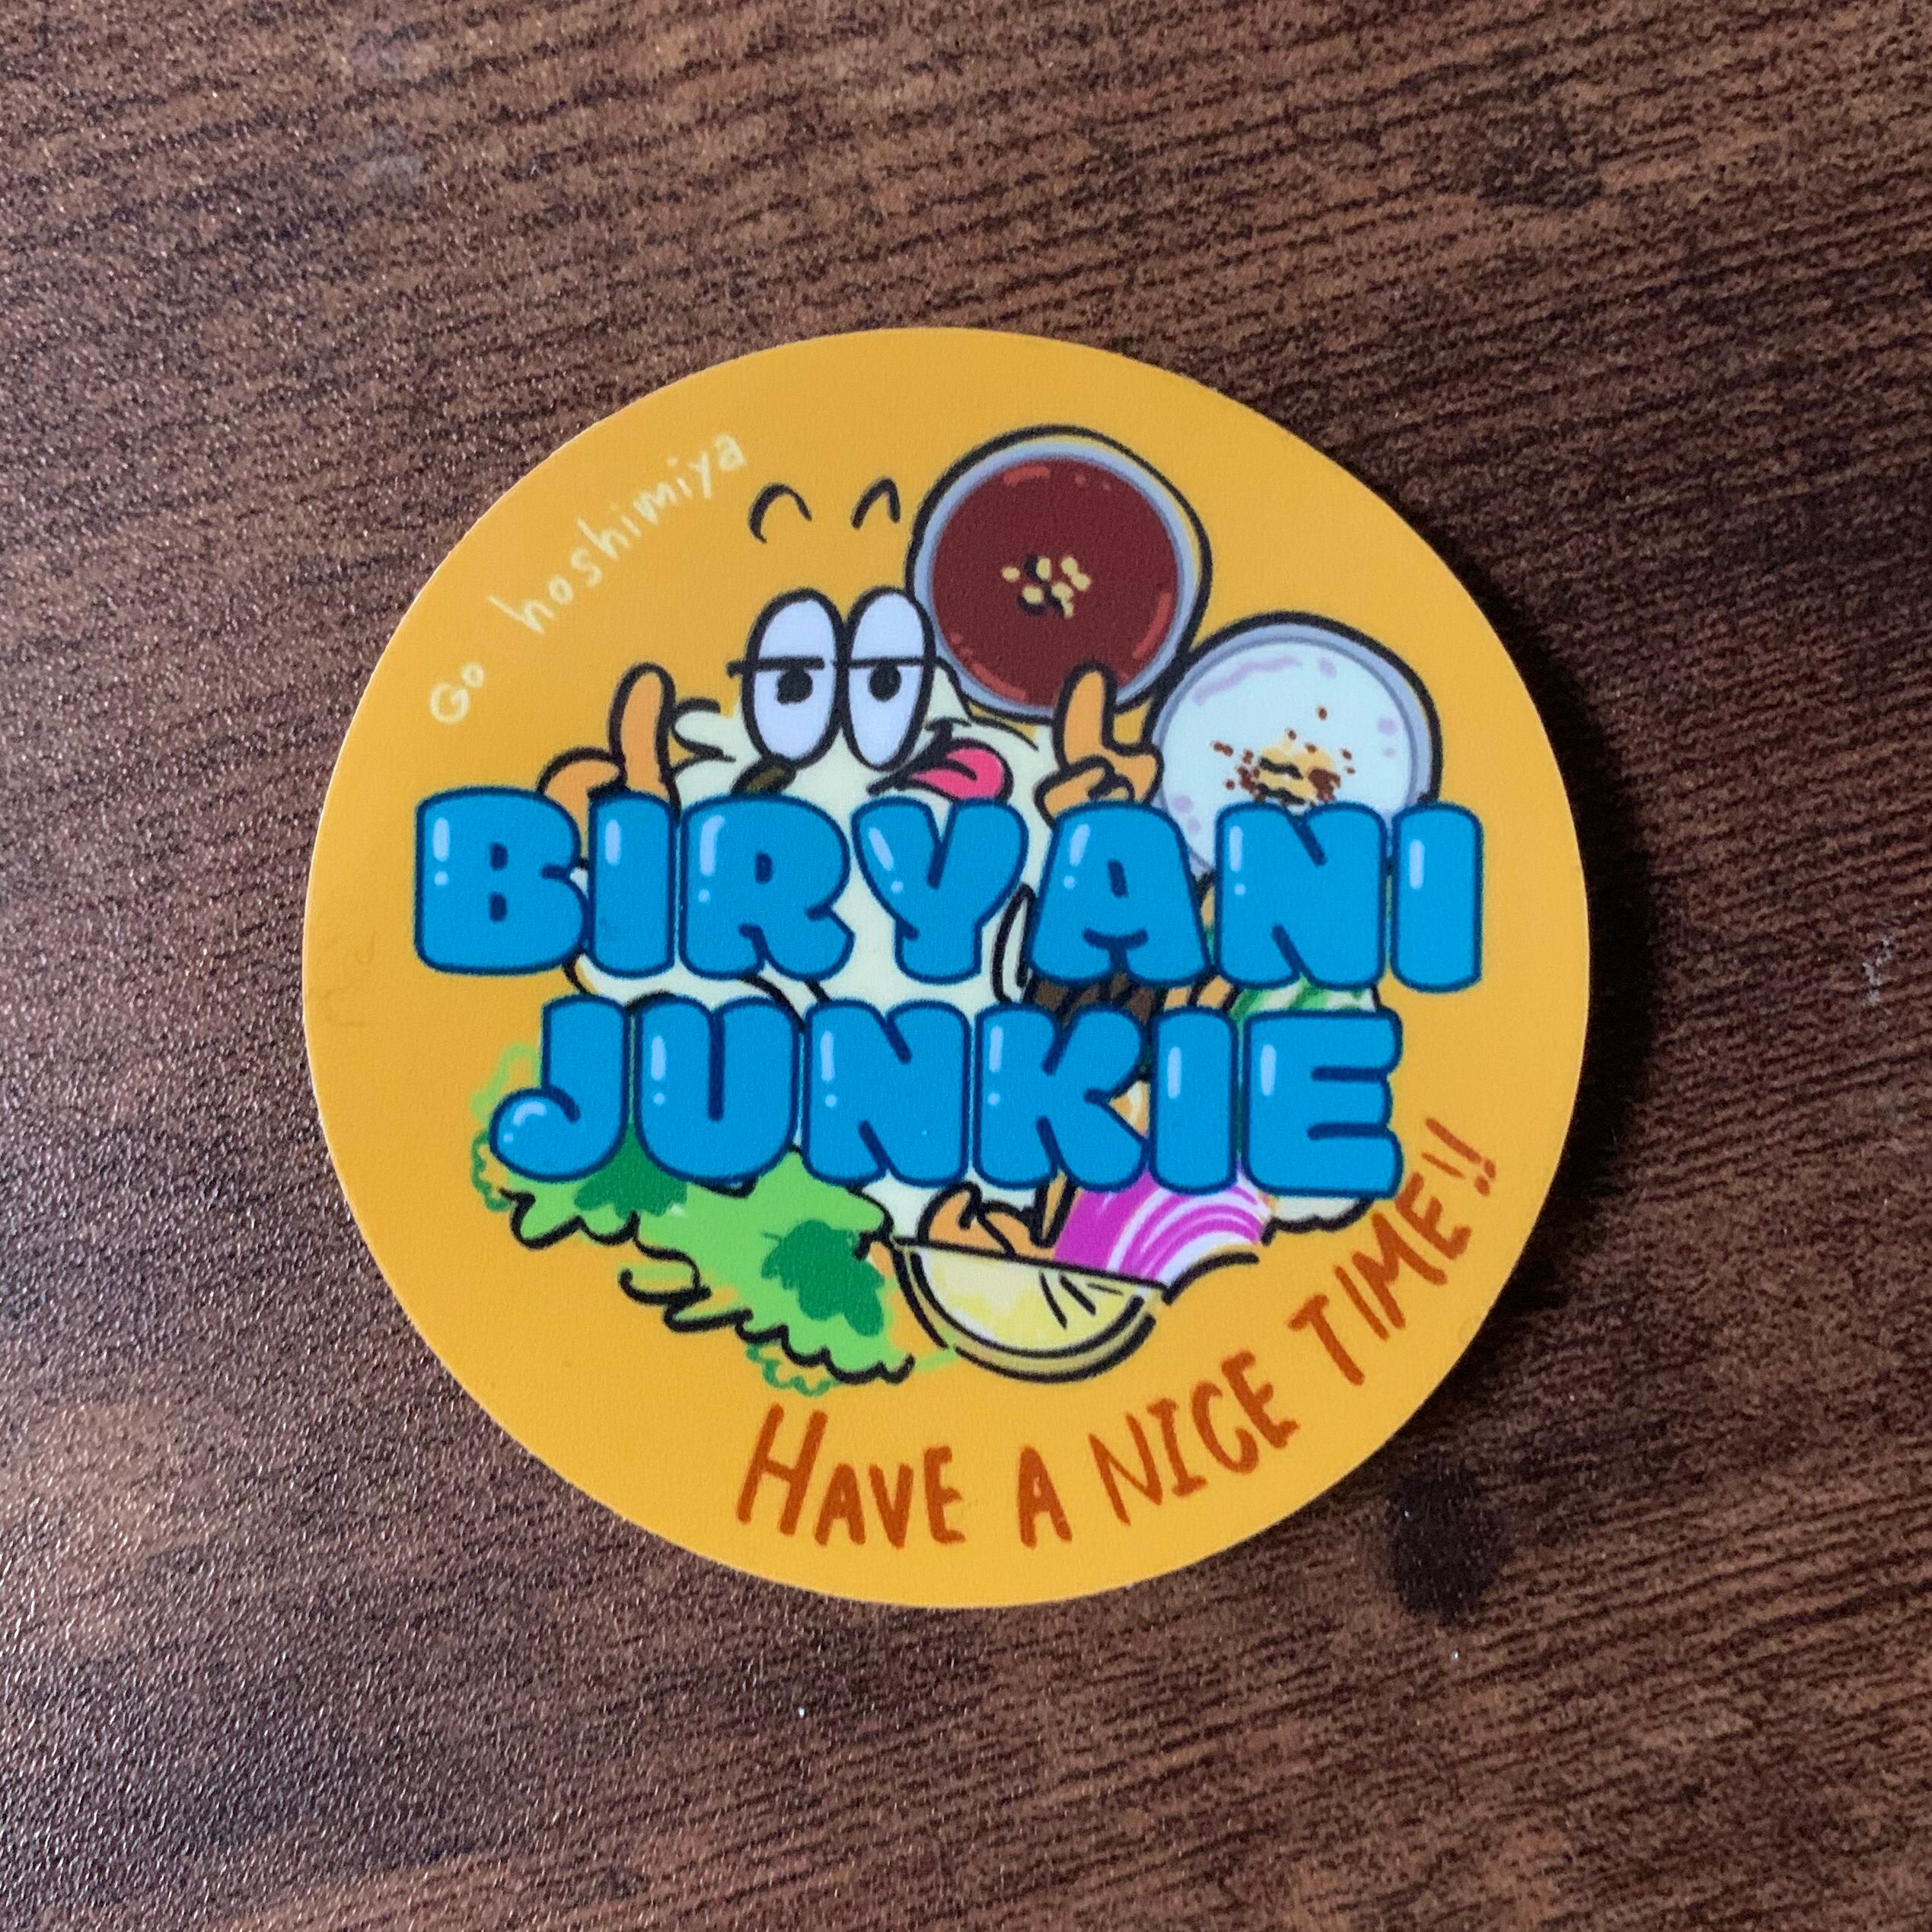 Go hoshimiya
BIRYANI
JUNKIE
HAVE A NICE TIME!!